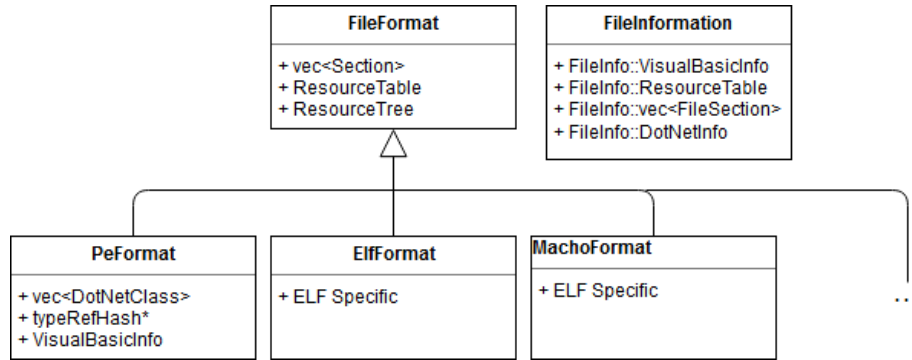 FileFormat
+ vec<Section>
+ ResourceTable
+ ResourceTree
FileInformation
+ FileInfo::VisualBasicInfo
+ FileInfo::ResourceTable
+ FileInfo::vec<FileSection>
+ FileInfo::DotNetInfo
PeFormat
+ vec<DotNetClass>
+ typeRefHash*
+ VisualBasicInfo
ElfFormat
+ ELF Specific
MachoFormat
+ ELF Specific
..